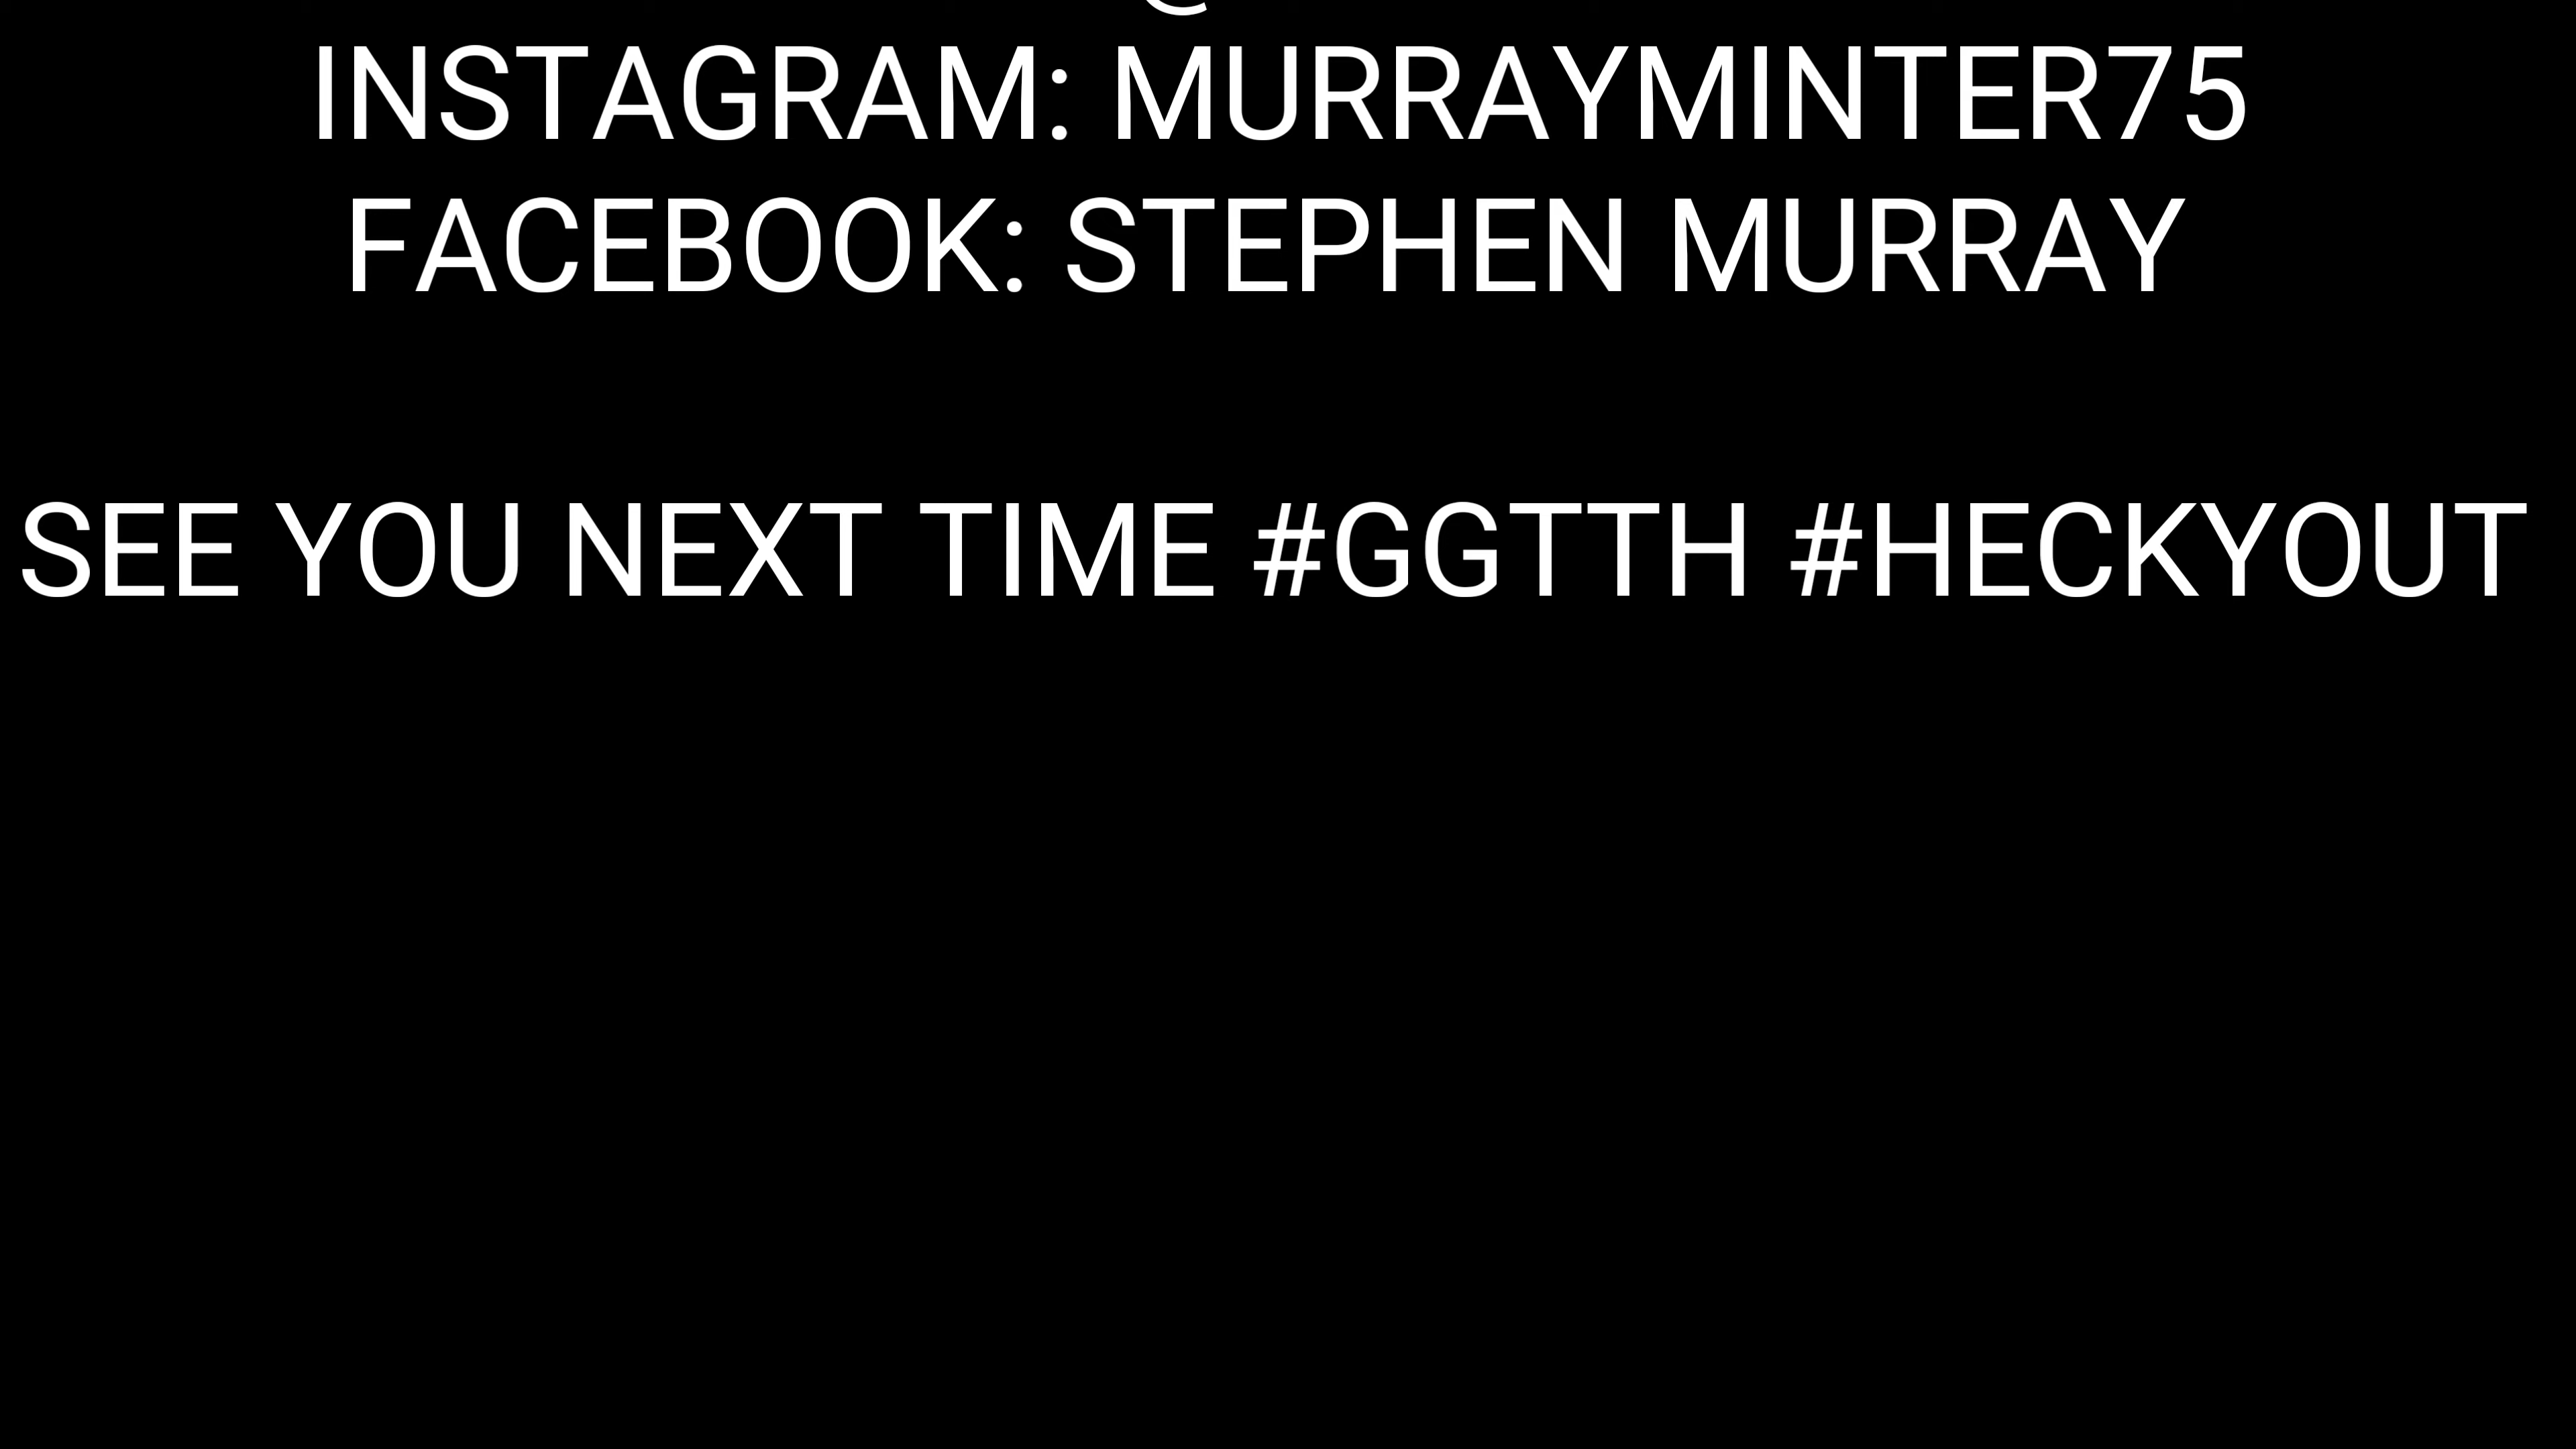 INSTAGRAM: MURRAYMINTER75
FACEBOOK: STEPHEN MURRAY
SEE YOU NEXT TIME #GGTTH #HECKYOUT